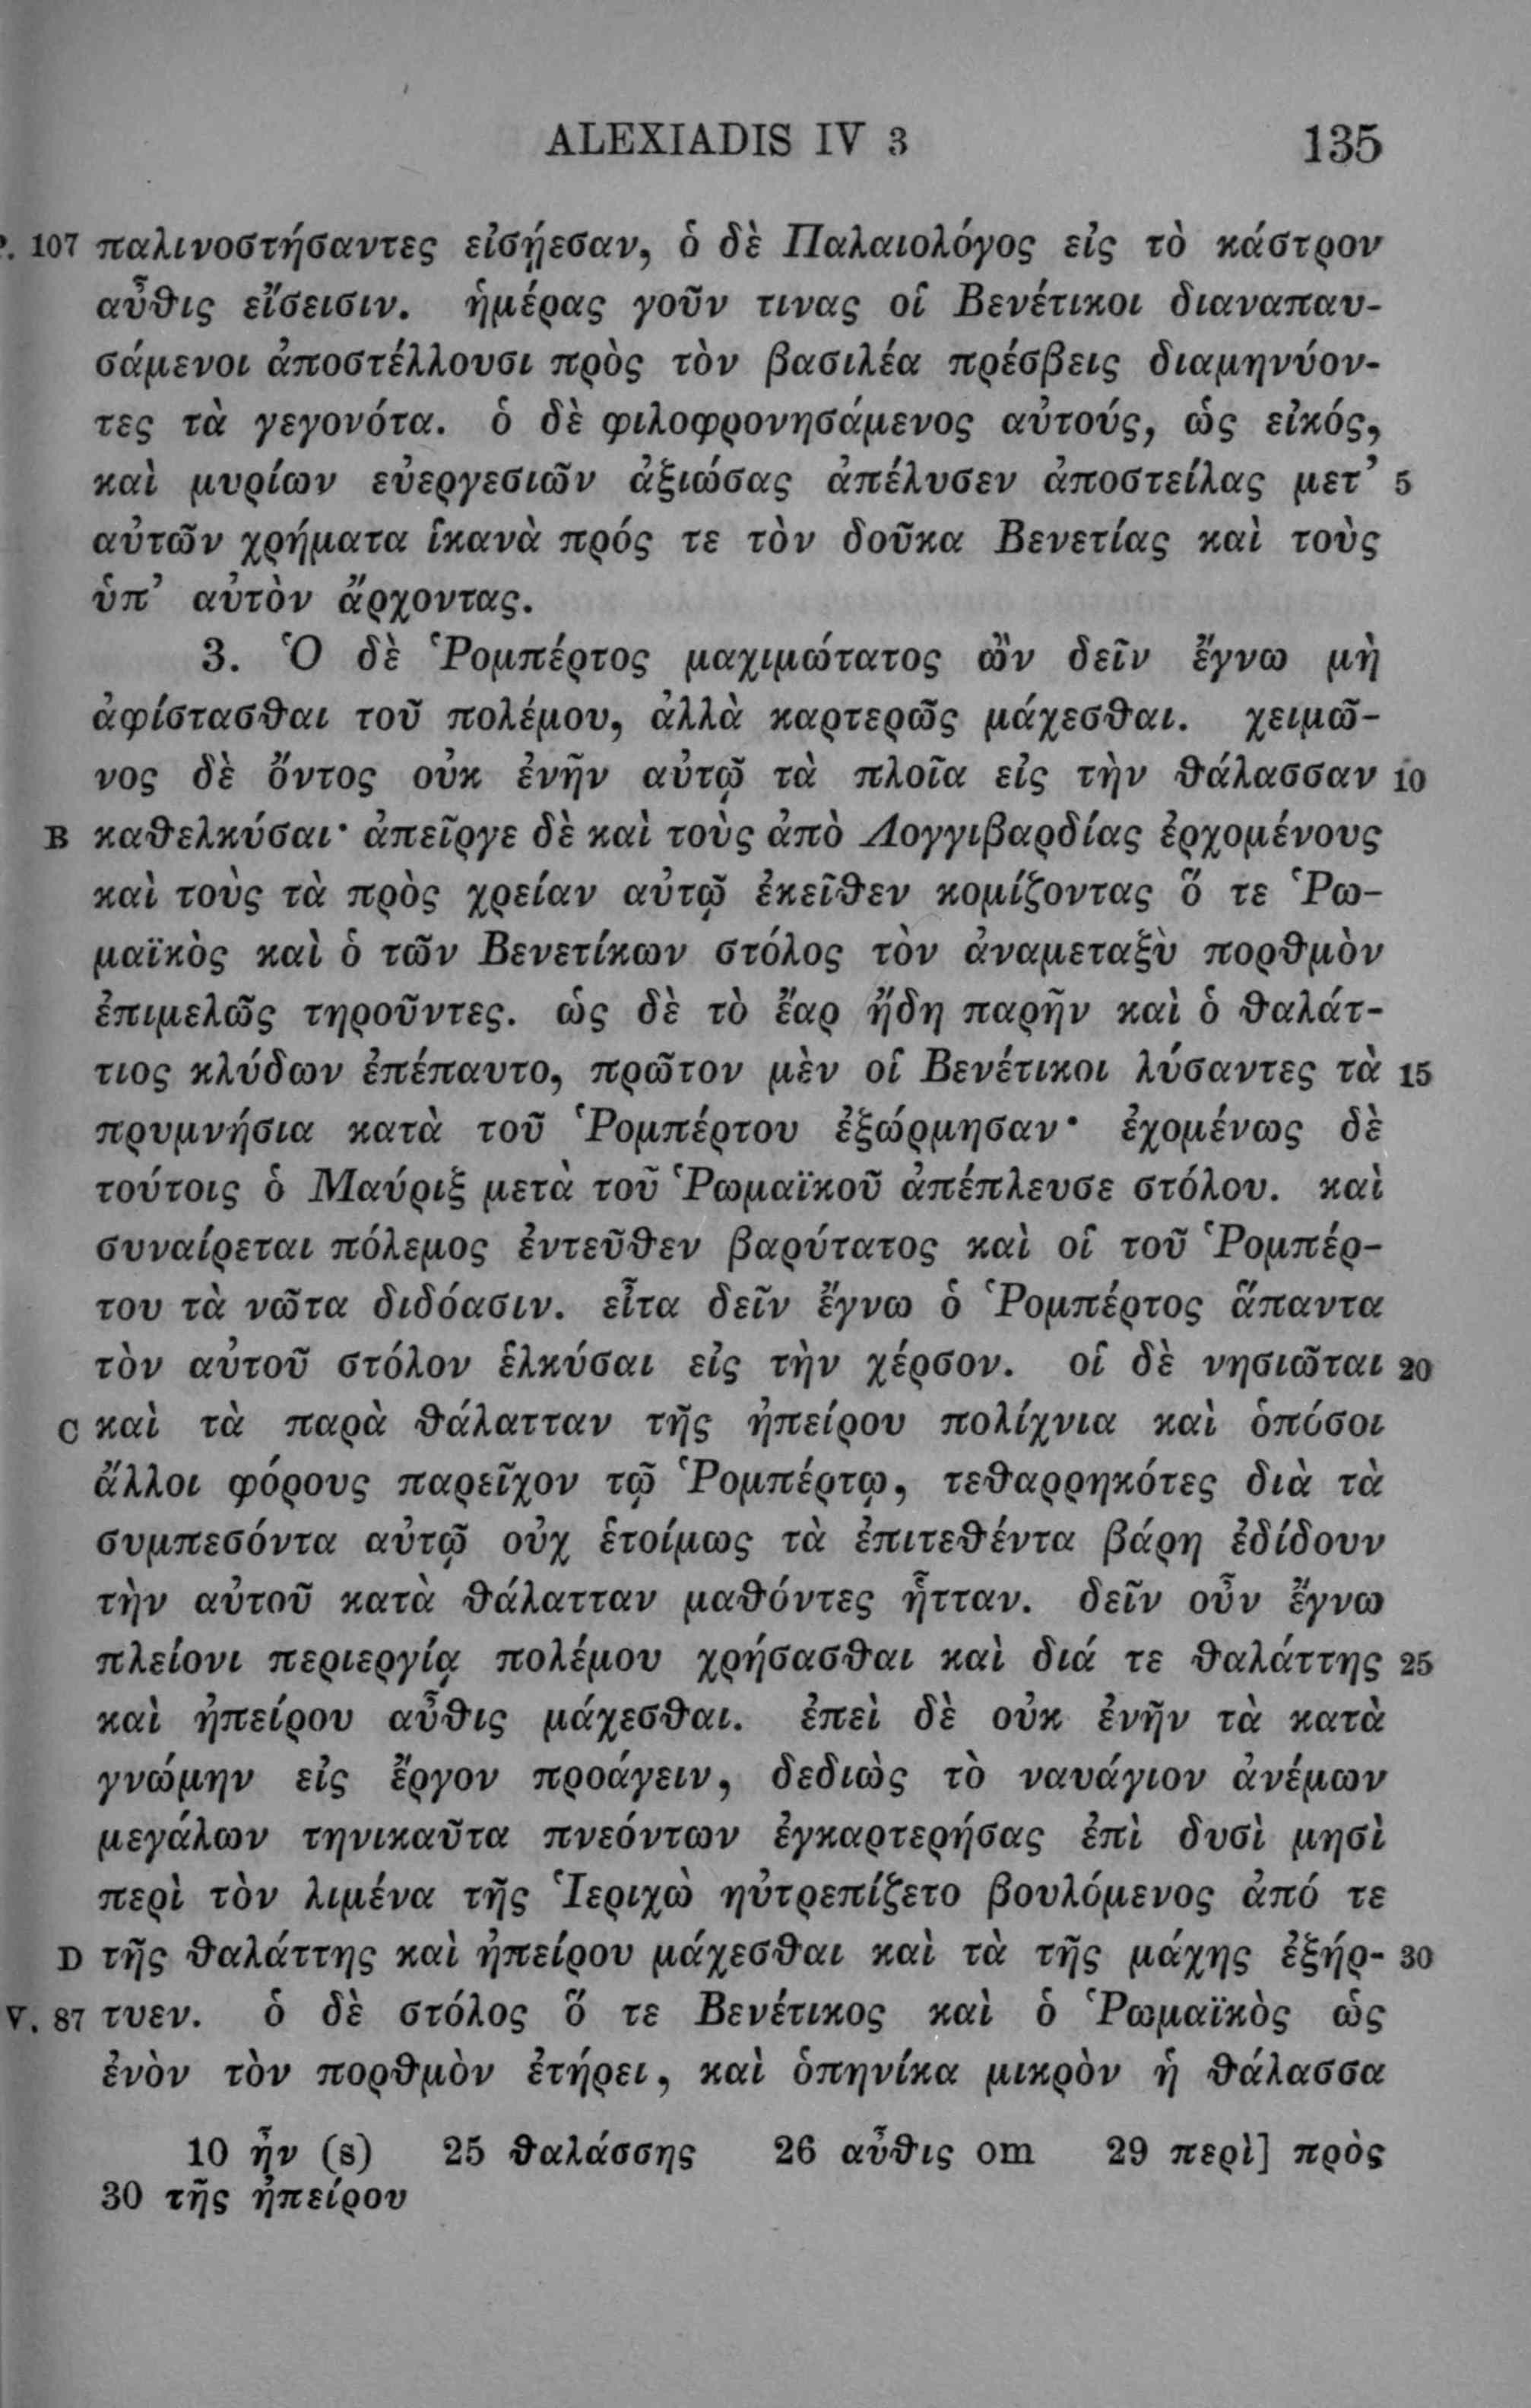 ALEXIADIS IV 3 135
107 παλινοστήσαντες εἰσῄεσαν, ὁ δὲ Παλαιολόγος εἰς τὸ κάστρον
αὖθις εἴσεισιν. ἡμέρας γοῦν τινας οἱ Βενέτικοι διαναπαυ-
σάμενοι ἀποστέλλουσι πρὸς τὸν βασιλέα πρέσβεις διαμηνύον-
τες τὰ γεγονότα. ὁ δὲ φιλοφρονησάμενος αὐτούς, ὡς εἰκός,
καὶ μυρίων εὐεργεσιῶν ἀξιώσας ἀπέλυσεν ἀποστείλας μετ’ 5
αὐτῶν χρήματα ἱκανὰ πρός τε τὸν δοῦκα Βενετίας καὶ τοὺς
ὑπ’ αὐτὸν ἄρχοντας.
3. Ὁ δὲ Ῥομπέρτος μαχιμώτατος ὢν δεῖν ἔγνω μὴ
ἀφίστασθαι τοῦ πολέμου, ἀλλὰ καρτερῶς μάχεσθαι. χειμῶ-
νος δὲ ὄντος οὐκ ἐνῆν αὐτῷ τὰ πλοῖα εἰς τὴν θάλασσαν 10
B καθελκύσαι· ἀπεῖργε δὲ καὶ τοὺς ἀπὸ Λογγιβαρδίας ἐρχομένους
καὶ τοὺς τὰ πρὸς χρείαν αὐτῷ ἐκεῖθεν κομίζοντας ὅ τε Ῥω-
μαϊκὸς καὶ ὁ τῶν Βενετίκων στόλος τὸν ἀναμεταξὺ πορθμὸν
ἐπιμελῶς τηροῦντες. ὡς δὲ τὸ ἔαρ ἤδη παρῆν καὶ ὁ θαλάτ-
τιος κλύδων ἐπέπαυτο, πρῶτον μὲν οἱ Βενέτικοι λύσαντες τὰ 15
πρυμνήσια κατὰ τοῦ Ῥομπέρτου ἐξώρμησαν· ἐχομένως δὲ
τούτοις ὁ Μαύριξ μετὰ τοῦ Ῥωμαϊκοῦ ἀπέπλευσε στόλου. καὶ
συναίρεται πόλεμος ἐντεῦθεν βαρύτατος καὶ οἱ τοῦ Ῥομπέρ-
του τὰ νῶτα διδόασιν. εἶτα δεῖν ἔγνω ὁ Ῥομπέρτος ἅπαντα
τὸν αὐτοῦ στόλον ἑλκύσαι εἰς τὴν χέρσον. οἱ δὲ νησιῶται 20
C καὶ τὰ παρὰ θάλατταν τῆς ἠπείρου πολίχνια καὶ ὁπόσοι
ἄλλοι φόρους παρεῖχον τῷ Ῥομπέρτῳ, τεθαρρηκότες διὰ τὰ
συμπεσόντα αὐτῷ οὐχ ἑτοίμως τὰ ἐπιτεθέντα βάρη ἐδίδουν
τὴν αὐτοῦ κατὰ θάλατταν μαθόντες ἧτταν. δεῖν οὖν ἔγνω
πλείονι περιεργίᾳ πολέμου χρήσασθαι καὶ διά τε θαλάττης 25
καὶ ἠπείρου αὖθις μάχεσθαι. ἐπεὶ δὲ οὐκ ἐνῆν τὰ κατὰ
γνώμην εἰς ἔργον προάγειν, δεδιὼς τὸ ναυάγιον ἀνέμων
μεγάλων τηνικαῦτα πνεόντων ἐγκαρτερήσας ἐπὶ δυσὶ μησὶ
περὶ τὸν λιμένα τῆς Ἱεριχὼ ηὐτρεπίζετο βουλόμενος ἀπό τε
D τῆς θαλάττης καὶ ἠπείρου μάχεσθαι καὶ τὰ τῆς μάχης ἐξήρ- 30
V. 87 τυεν. ὁ δὲ στόλος ὅ τε Βενέτικος καὶ ὁ Ῥωμαϊκὸς ὡς
ἐνὸν τὸν πορθμὸν ἐτήρει, καὶ ὁπηνίκα μικρὸν ἡ θάλασσα
10 ἦν (s) 25 θαλάσσης 26 αὖθις om 29 περὶ] πρὸς
30 τῆς ἠπείρου